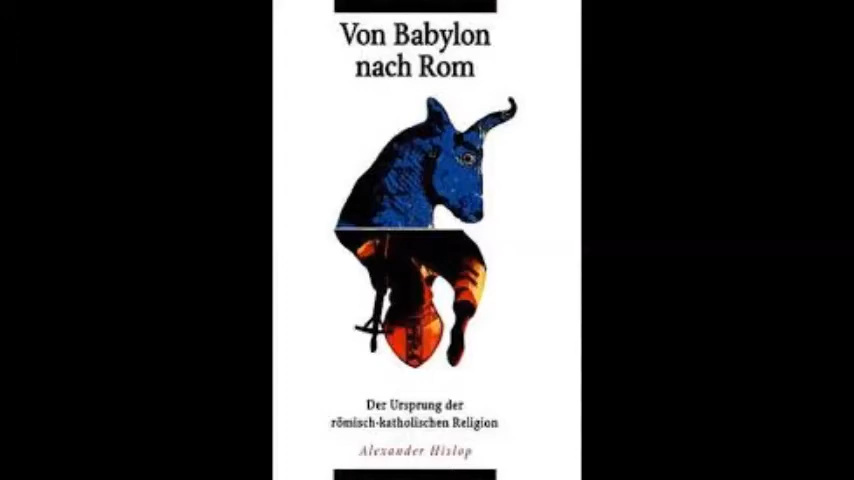 Von Babylon
nach Rom
Der Ursprung der
römisch-katholischen Religion
Alexander Hislop